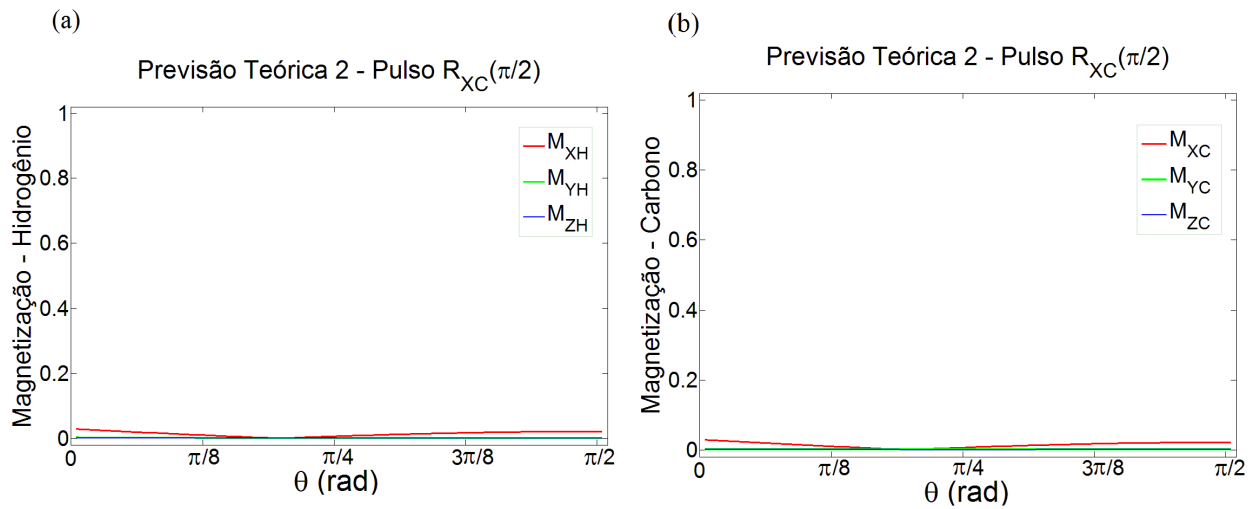 (a)
Previsão Teórica 2 - Pulso R_XC(π/2)
Magnetização - Hidrogênio
1
0.8
0.6
0.4
0.2
0
M_XH
M_YH
M_ZH
0
π/8
π/4
3π/8
π/2
θ (rad)
(b)
Previsão Teórica 2 - Pulso R_XC(π/2)
Magnetização - Carbono
1
0.8
0.6
0.4
0.2
0
M_XC
M_YC
M_ZC
0
π/8
π/4
3π/8
π/2
θ (rad)